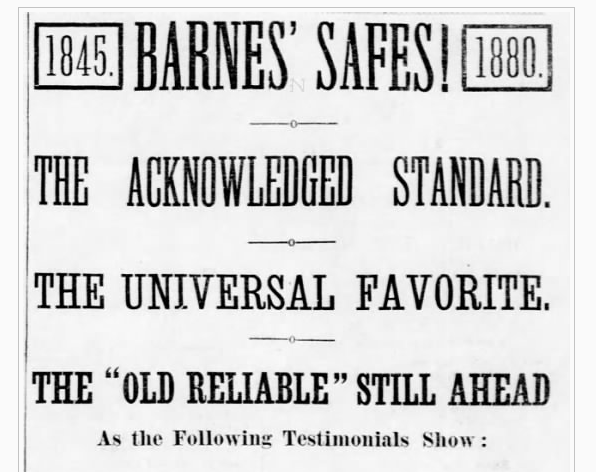 1845. BARNES' SAFES! 1880.
THE ACKNOWLEDGED STANDARD.
THE UNIVERSAL FAVORITE.
THE "OLD RELIABLE" STILL AHEAD
As the Following Testimonials Show: